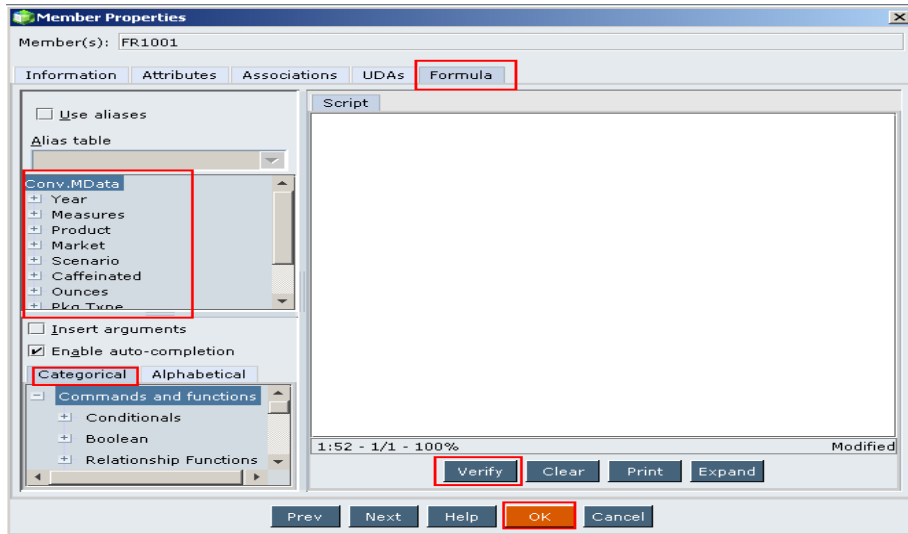 Member Properties
Member(s): FR1001
Information Attributes Associations UDAs Formula
Use aliases
Alias table
Conv.MData
Year
Measures
Product
Market
Scenario
Caffeinated
Ounces
Pkg Type
Insert arguments
Enable auto-completion
Categorical Alphabetical
Commands and functions
Conditionals
Boolean
Relationship Functions
Script
1:52 - 1/1 - 100% Modified
Verify Clear Print Expand
Prev Next Help OK Cancel